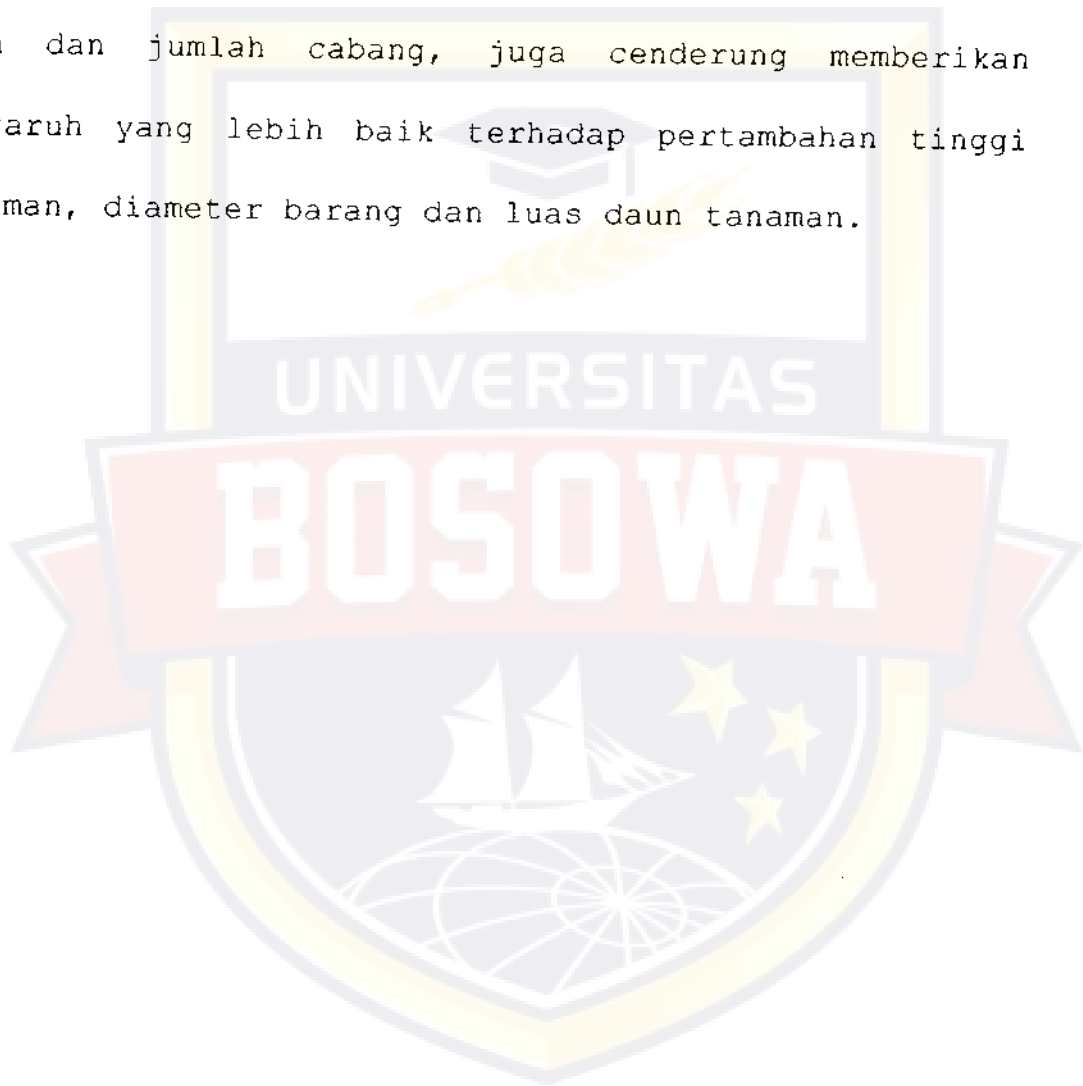 dan jumlah cabang, juga cenderung memberikan
aruh yang lebih baik terhadap pertambahan tinggi
man, diameter barang dan luas daun tanaman.
UNIVERSITAS
BOSOWA